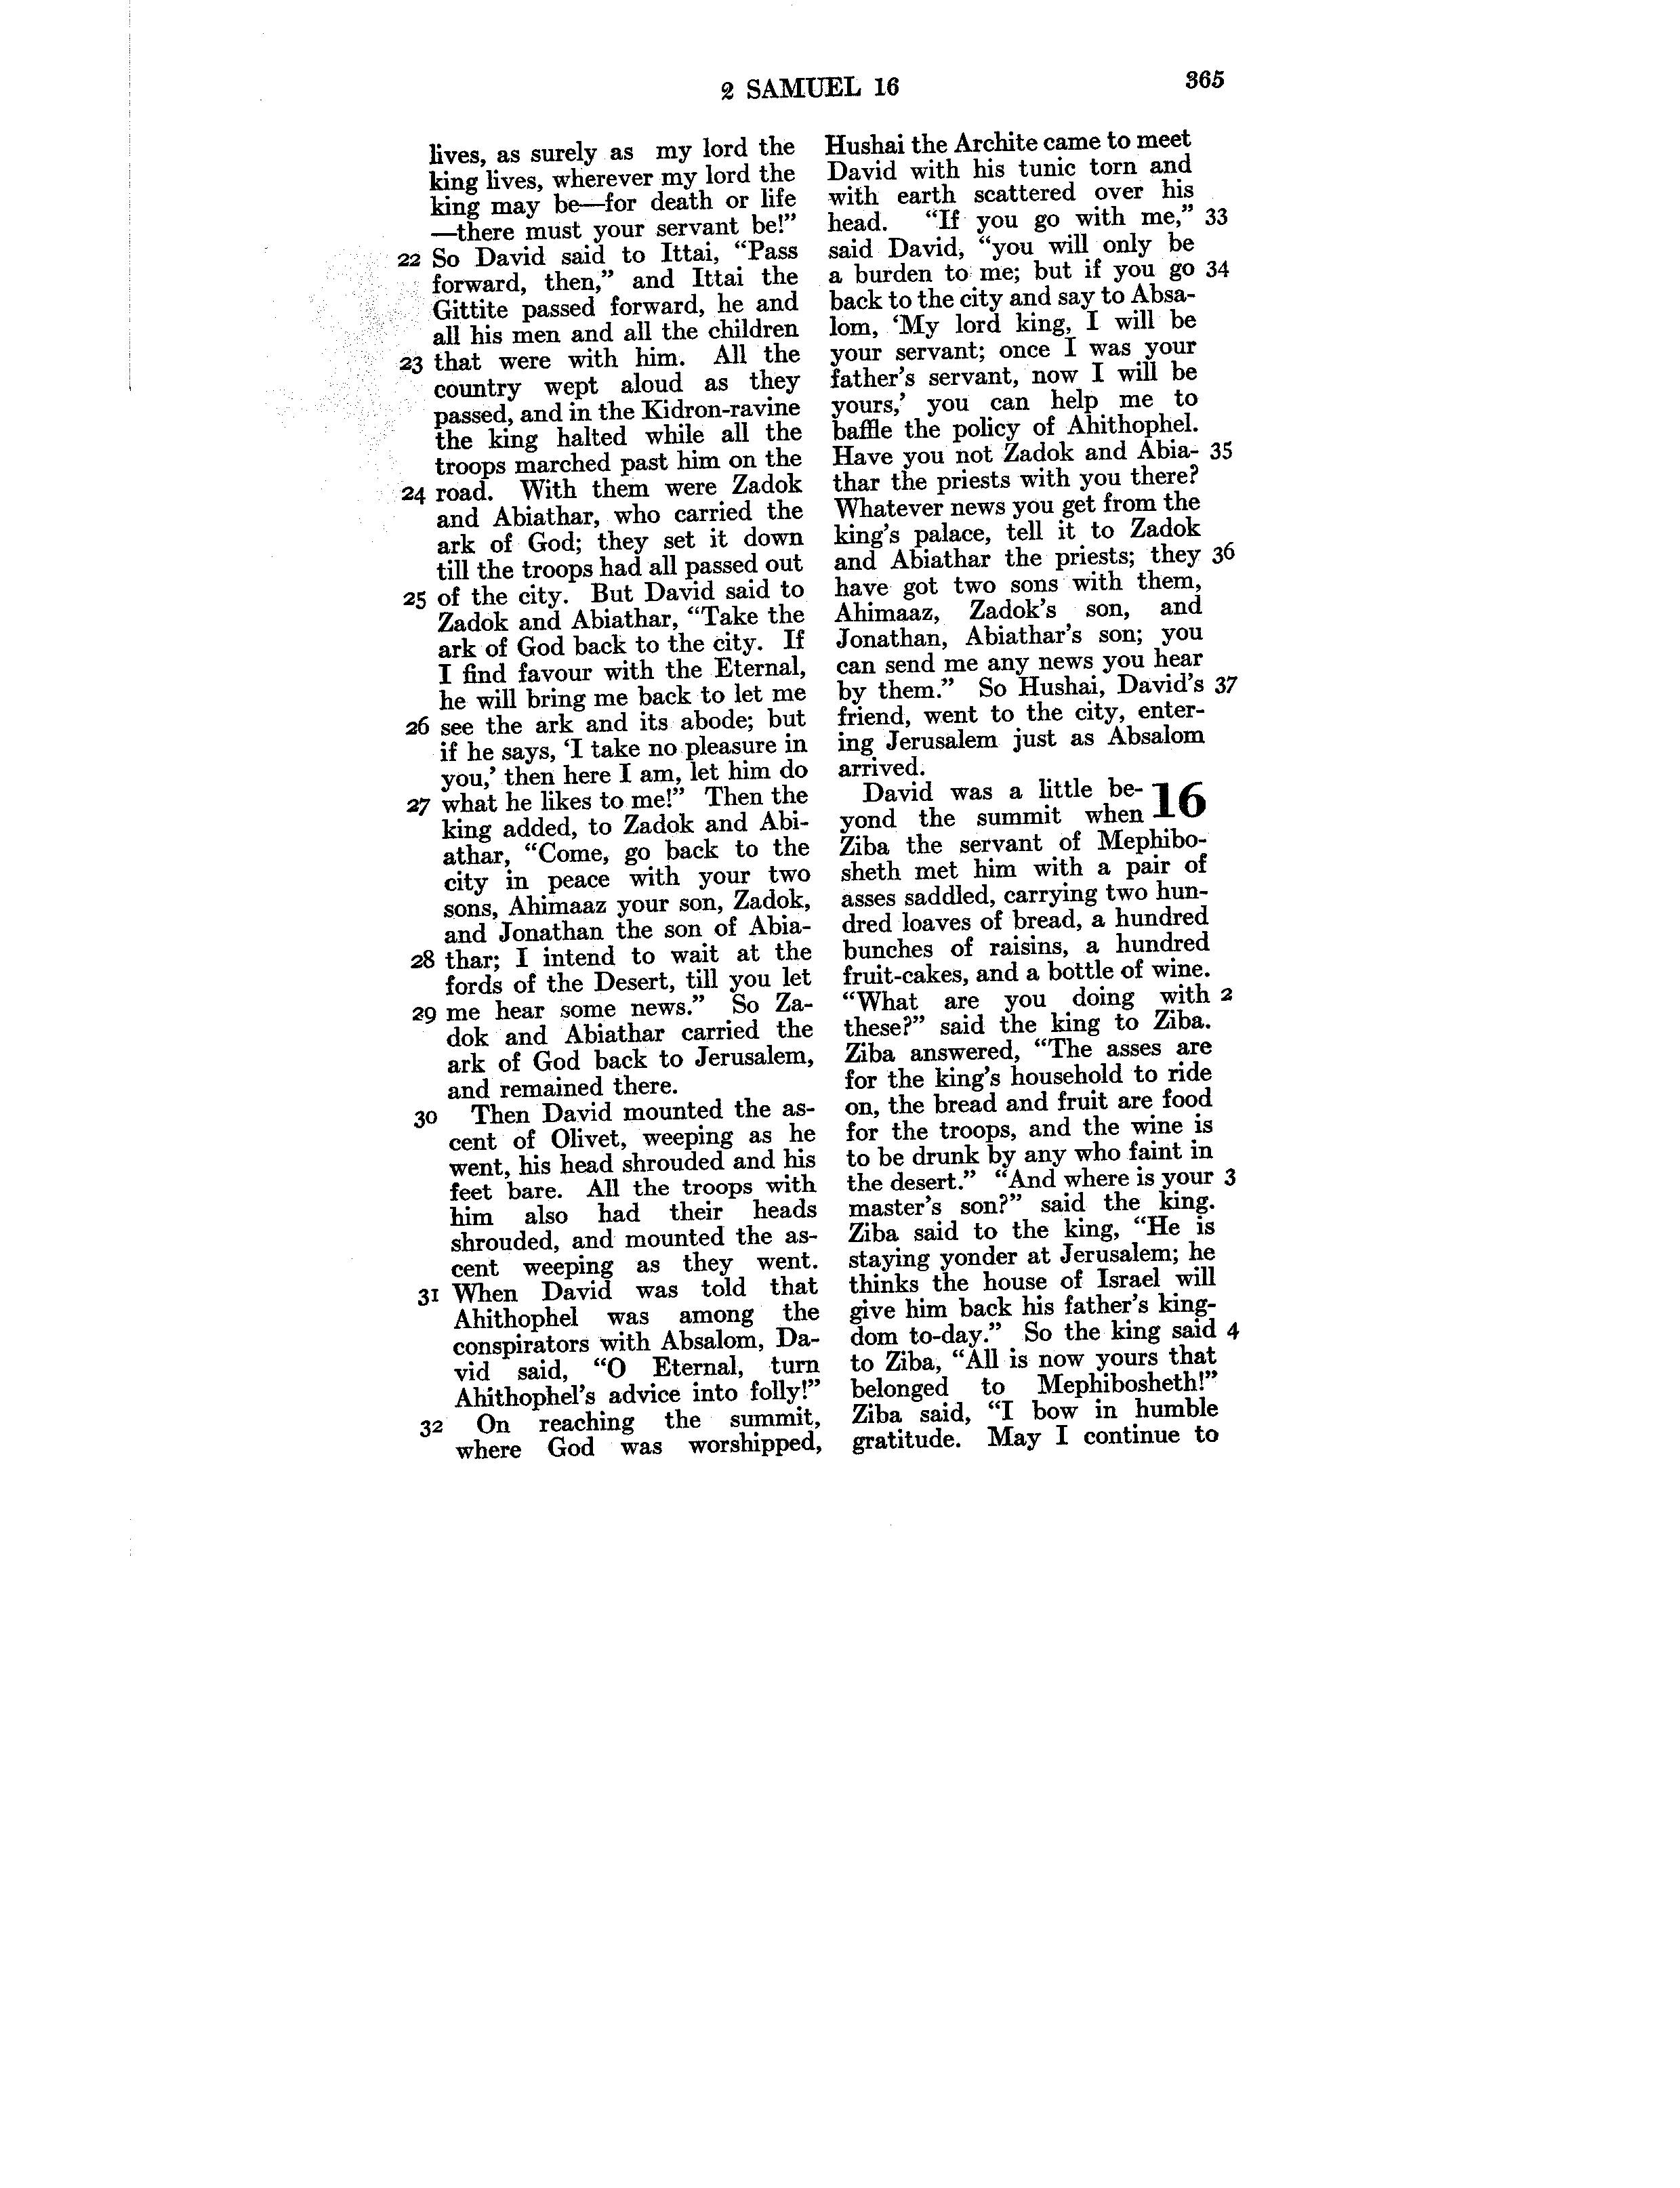 2 SAMUEL 16
365
lives, as surely as my lord the
king lives, wherever my lord the
king may be—for death or life
—there must your servant be!”
22 So David said to Ittai, “Pass
forward, then,” and Ittai the
Gittite passed forward, he and
all his men and all the children
23 that were with him. All the
country wept aloud as they
passed, and in the Kidron-ravine
the king halted while all the
troops marched past him on the
24 road. With them were Zadok
and Abiathar, who carried the
ark of God; they set it down
till the troops had all passed out
25 of the city. But David said to
Zadok and Abiathar, “Take the
ark of God back to the city. If
I find favour with the Eternal,
he will bring me back to let me
26 see the ark and its abode; but
if he says, ‘I take no pleasure in
you,’ then here I am, let him do
27 what he likes to me!” Then the
king added, to Zadok and Abi-
athar, “Come, go back to the
city in peace with your two
sons, Ahimaaz your son, Zadok,
and Jonathan the son of Abia-
28 thar; I intend to wait at the
fords of the Desert, till you let
29 me hear some news.” So Za-
dok and Abiathar carried the
ark of God back to Jerusalem,
and remained there.
30 Then David mounted the as-
cent of Olivet, weeping as he
went, his head shrouded and his
feet bare. All the troops with
him also had their heads
shrouded, and mounted the as-
cent weeping as they went.
31 When David was told that
Ahithophel was among the
conspirators with Absalom, Da-
vid said, “O Eternal, turn
Ahithophel’s advice into folly!”
32 On reaching the summit,
where God was worshipped,
Hushai the Archite came to meet
David with his tunic torn and
with earth scattered over his
head. “If you go with me,” 33
said David, “you will only be
a burden to me; but if you go 34
back to the city and say to Absa-
lom, ‘My lord king, I will be
your servant; once I was your
father’s servant, now I will be
yours,’ you can help me to
baffle the policy of Ahithophel.
Have you not Zadok and Abia- 35
thar the priests with you there?
Whatever news you get from the
king’s palace, tell it to Zadok
and Abiathar the priests; they 36
have got two sons with them,
Ahimaaz, Zadok’s son, and
Jonathan, Abiathar’s son; you
can send me any news you hear
by them.” So Hushai, David’s 37
friend, went to the city, enter-
ing Jerusalem just as Absalom
arrived.
David was a little be- 16
yond the summit when
Ziba the servant of Mephibo-
sheth met him with a pair of
asses saddled, carrying two hun-
dred loaves of bread, a hundred
bunches of raisins, a hundred
fruit-cakes, and a bottle of wine.
“What are you doing with 2
these?” said the king to Ziba.
Ziba answered, “The asses are
for the king’s household to ride
on, the bread and fruit are food
for the troops, and the wine is
to be drunk by any who faint in
the desert.” “And where is your 3
master’s son?” said the king.
Ziba said to the king, “He is
staying yonder at Jerusalem; he
thinks the house of Israel will
give him back his father’s king-
dom to-day.” So the king said 4
to Ziba, “All is now yours that
belonged to Mephibosheth!”
Ziba said, “I bow in humble
gratitude. May I continue to